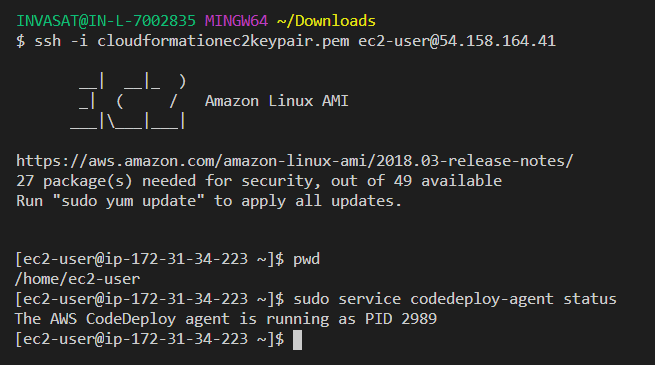 INVASAT@IN-L-7002835 MINGW64 ~/Downloads
$ ssh -i cloudformationec2keypair.pem ec2-user@54.158.164.41

       __|  __|_  )
       _|  (     /   Amazon Linux AMI
      ___|\___|___|

https://aws.amazon.com/amazon-linux-ami/2018.03-release-notes/
27 package(s) needed for security, out of 49 available
Run "sudo yum update" to apply all updates.

[ec2-user@ip-172-31-34-223 ~]$ pwd
/home/ec2-user
[ec2-user@ip-172-31-34-223 ~]$ sudo service codedeploy-agent status
The AWS CodeDeploy agent is running as PID 2989
[ec2-user@ip-172-31-34-223 ~]$